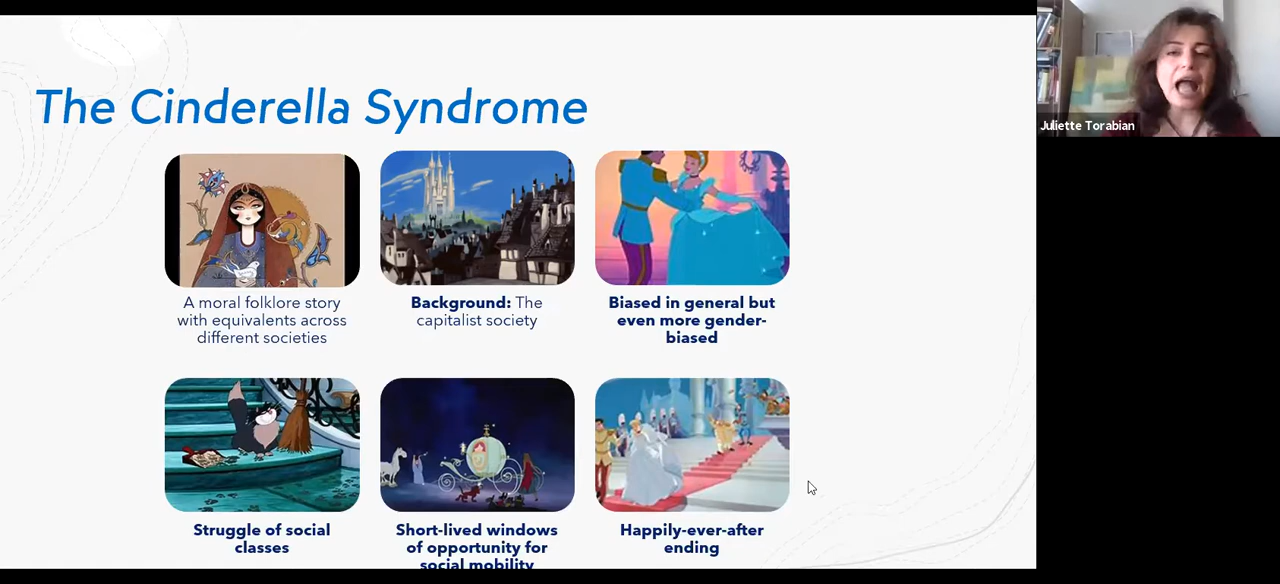 The Cinderella Syndrome
Juliette Torabian
A moral folklore story
with equivalents across
different societies
Background: The
capitalist society
Biased in general but
even more gender-
biased
Struggle of social
classes
Short-lived windows
of opportunity for
social mobility
Happily-ever-after
ending